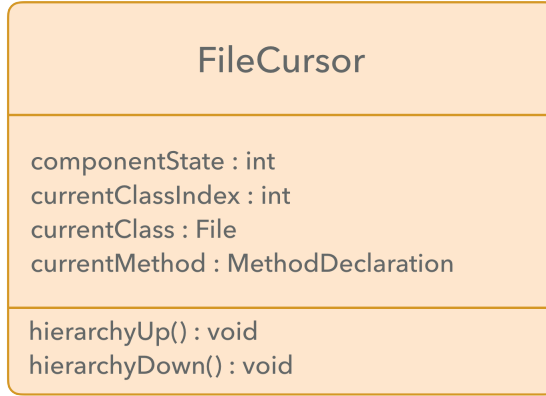 FileCursor
componentState : int
currentClassIndex : int
currentClass : File
currentMethod : MethodDeclaration
hierarchyUp() : void
hierarchyDown() : void